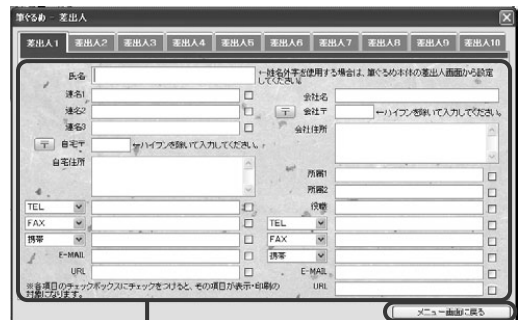 筆ぐるめ - 差出人
差出人1 差出人2 差出人3 差出人4 差出人5 差出人6 差出人7 差出人8 差出人9 差出人10
氏名
←姓名外字を使用する場合は、筆ぐるめ本体の差出人画面から設定
してください。
連名1
連名2
連名3
〒 自宅〒 ←ハイフンを除いて入力してください。
自宅住所
TEL
FAX
携帯
E-MAIL
URL
会社名
〒 会社〒 ←ハイフンを除いて入力してください。
会社住所
所属1
所属2
役職
TEL
FAX
携帯
E-MAIL
URL
※各項目のチェックボックスにチェックをつけると、その項目が表示・印刷の
対象になります。
メニュー画面に戻る